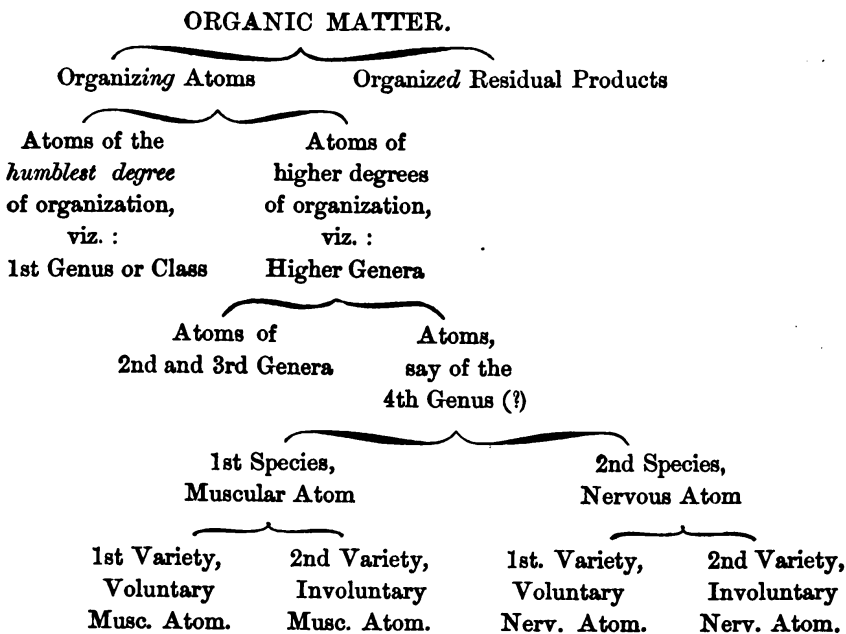 ORGANIC MATTER.
Organizing Atoms
Organized Residual Products
Atoms of the
humblest degree
of organization,
viz. :
1st Genus or Class
Atoms of
higher degrees
of organization,
viz. :
Higher Genera
Atoms of
2nd and 3rd Genera
Atoms,
say of the
4th Genus (?)
1st Species,
Muscular Atom
2nd Species,
Nervous Atom
1st Variety,
Voluntary
Musc. Atom.
2nd Variety,
Involuntary
Musc. Atom.
1st. Variety,
Voluntary
Nerv. Atom.
2nd Variety,
Involuntary
Nerv. Atom.